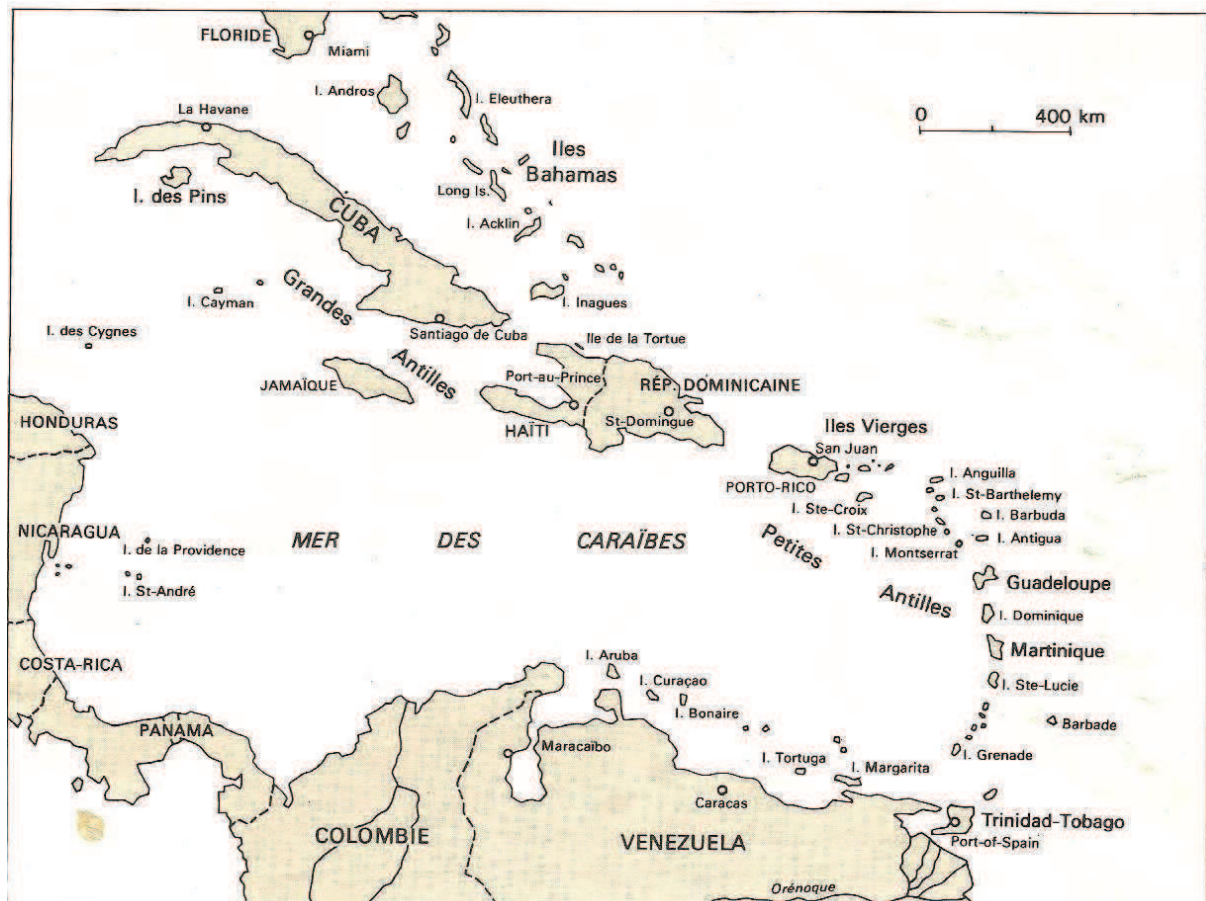 FLORIDE
Miami
I. Andros
I. Eleuthera
0 400 km
La Havane
Iles
Bahamas
I. des Pins
Long Is.
CUBA
I. Acklin
I. Cayman
Grandes
I. Inagues
I. des Cygnes
Santiago de Cuba
Ile de la Tortue
Antilles
JAMAÏQUE
Port-au-Prince
RÉP. DOMINICAINE
HONDURAS
HAÏTI
St-Domingue
Iles Vierges
San Juan
PORTO-RICO
I. Anguilla
I. St-Barthelemy
I. Ste-Croix
I. Barbuda
NICARAGUA
I. St-Christophe
I. de la Providence
MER DES CARAÏBES
Petites
I. Antigua
I. Montserrat
I. St-André
Antilles
Guadeloupe
I. Dominique
COSTA-RICA
I. Aruba
Martinique
I. Curaçao
I. Ste-Lucie
I. Bonaire
PANAMA
Barbade
Maracaïbo
I. Tortuga
I. Margarita
I. Grenade
Caracas
COLOMBIE
VENEZUELA
Trinidad-Tobago
Port-of-Spain
Orénoque